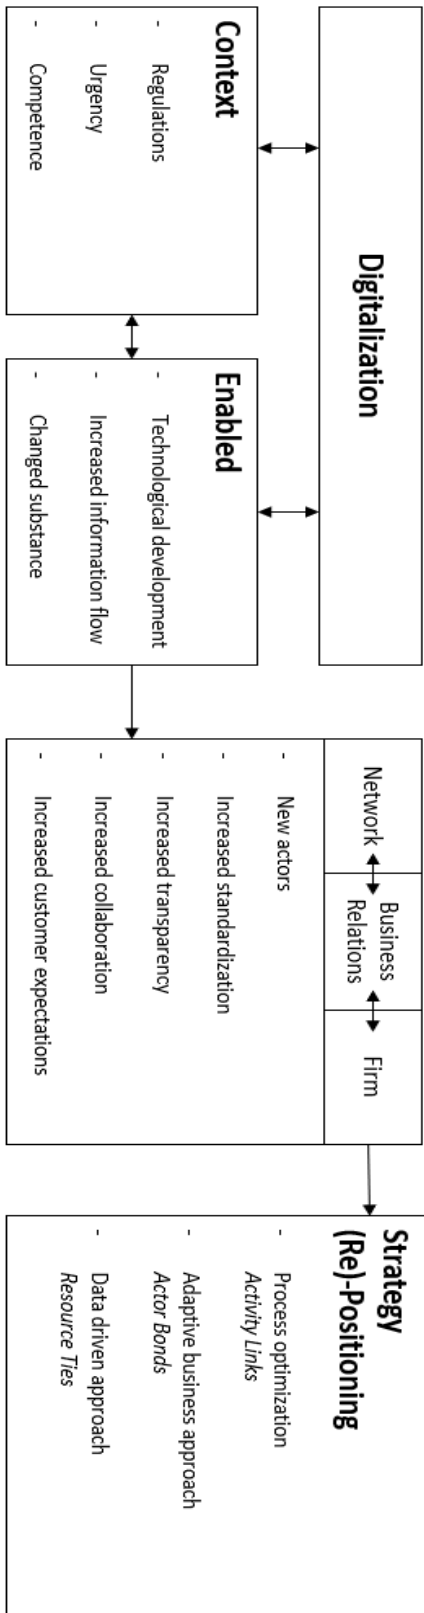 Digitalization
Context
- Regulations
- Urgency
- Competence
Enabled
- Technological development
- Increased information flow
- Changed substance
Network
Business
Relations
Firm
- New actors
- Increased standardization
- Increased transparency
- Increased collaboration
- Increased customer expectations
Strategy
(Re)-Positioning
- Process optimization
Activity Links
- Adaptive business approach
Actor Bonds
- Data driven approach
Resource Ties